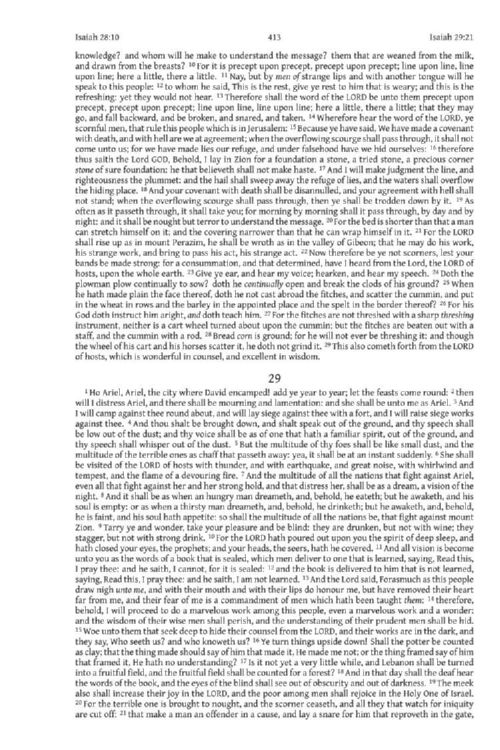 Isaiah 28:10 413 Isaiah 29:21
knowledge? and whom will he make to understand the message? them that are weaned from the milk,
and drawn from the breasts? 10 For it is precept upon precept, precept upon precept; line upon line, line
upon line; here a little, there a little. 11 Nay, but by men of strange lips and with another tongue will he
speak to this people: 12 to whom he said, This is the rest, give ye rest to him that is weary; and this is the
refreshing: yet they would not hear. 13 Therefore shall the word of the LORD be unto them precept upon
precept, precept upon precept; line upon line, line upon line; here a little, there a little; that they may
go, and fall backward, and be broken, and snared, and taken. 14 Wherefore hear the word of the LORD, ye
scornful men, that rule this people which is in Jerusalem: 15 Because ye have said, We have made a covenant
with death, and with hell are we at agreement; when the overflowing scourge shall pass through, it shall not
come unto us; for we have made lies our refuge, and under falsehood have we hid ourselves: 16 therefore
thus saith the Lord GOD, Behold, I lay in Zion for a foundation a stone, a tried stone, a precious corner
stone of sure foundation: he that believeth shall not make haste. 17 And I will make judgment the line, and
righteousness the plummet: and the hail shall sweep away the refuge of lies, and the waters shall overflow
the hiding place. 18 And your covenant with death shall be disannulled, and your agreement with hell shall
not stand; when the overflowing scourge shall pass through, then ye shall be trodden down by it. 19 As
often as it passeth through, it shall take you; for morning by morning shall it pass through, by day and by
night: and it shall be nought but terror to understand the message. 20 For the bed is shorter than that a man
can stretch himself on it; and the covering narrower than that he can wrap himself in it. 21 For the LORD
shall rise up as in mount Perazim, he shall be wroth as in the valley of Gibeon; that he may do his work,
his strange work, and bring to pass his act, his strange act. 22 Now therefore be ye not scorners, lest your
bands be made strong: for a consummation, and that determined, have I heard from the Lord, the LORD of
hosts, upon the whole earth. 23 Give ye ear, and hear my voice; hearken, and hear my speech. 24 Doth the
plowman plow continually to sow? doth he continually open and break the clods of his ground? 25 When
he hath made plain the face thereof, doth he not cast abroad the fitches, and scatter the cummin, and put
in the wheat in rows and the barley in the appointed place and the spelt in the border thereof? 26 For his
God doth instruct him aright, and doth teach him. 27 For the fitches are not threshed with a sharp threshing
instrument, neither is a cart wheel turned about upon the cummin; but the fitches are beaten out with a
staff, and the cummin with a rod. 28 Bread corn is ground; for he will not ever be threshing it: and though
the wheel of his cart and his horses scatter it, he doth not grind it. 29 This also cometh forth from the LORD
of hosts, which is wonderful in counsel, and excellent in wisdom.
29
1 Ho Ariel, Ariel, the city where David encamped! add ye year to year; let the feasts come round: 2 then
will I distress Ariel, and there shall be mourning and lamentation: and she shall be unto me as Ariel. 3 And
I will camp against thee round about, and will lay siege against thee with a fort, and I will raise siege works
against thee. 4 And thou shalt be brought down, and shalt speak out of the ground, and thy speech shall
be low out of the dust; and thy voice shall be as of one that hath a familiar spirit, out of the ground, and
thy speech shall whisper out of the dust. 5 But the multitude of thy foes shall be like small dust, and the
multitude of the terrible ones as chaff that passeth away: yea, it shall be at an instant suddenly. 6 She shall
be visited of the LORD of hosts with thunder, and with earthquake, and great noise, with whirlwind and
tempest, and the flame of a devouring fire. 7 And the multitude of all the nations that fight against Ariel,
even all that fight against her and her strong hold, and that distress her, shall be as a dream, a vision of the
night. 8 And it shall be as when an hungry man dreameth, and, behold, he eateth; but he awaketh, and his
soul is empty: or as when a thirsty man dreameth, and, behold, he drinketh; but he awaketh, and, behold,
he is faint, and his soul hath appetite: so shall the multitude of all the nations be, that fight against mount
Zion. 9 Tarry ye and wonder, take your pleasure and be blind: they are drunken, but not with wine; they
stagger, but not with strong drink. 10 For the LORD hath poured out upon you the spirit of deep sleep, and
hath closed your eyes, the prophets; and your heads, the seers, hath he covered. 11 And all vision is become
unto you as the words of a book that is sealed, which men deliver to one that is learned, saying, Read this,
I pray thee: and he saith, I cannot, for it is sealed: 12 and the book is delivered to him that is not learned,
saying, Read this, I pray thee: and he saith, I am not learned. 13 And the Lord said, Forasmuch as this people
draw nigh unto me, and with their mouth and with their lips do honour me, but have removed their heart
far from me, and their fear of me is a commandment of men which hath been taught them: 14 therefore,
behold, I will proceed to do a marvelous work among this people, even a marvelous work and a wonder:
and the wisdom of their wise men shall perish, and the understanding of their prudent men shall be hid.
15 Woe unto them that seek deep to hide their counsel from the LORD, and their works are in the dark, and
they say, Who seeth us? and who knoweth us? 16 Ye turn things upside down! Shall the potter be counted
as clay; that the thing made should say of him that made it, He made me not; or the thing framed say of him
that framed it, He hath no understanding? 17 Is it not yet a very little while, and Lebanon shall be turned
into a fruitful field, and the fruitful field shall be counted for a forest? 18 And in that day shall the deaf hear
the words of the book, and the eyes of the blind shall see out of obscurity and out of darkness. 19 The meek
also shall increase their joy in the LORD, and the poor among men shall rejoice in the Holy One of Israel.
20 For the terrible one is brought to nought, and the scorner ceaseth, and all they that watch for iniquity
are cut off: 21 that make a man an offender in a cause, and lay a snare for him that reproveth in the gate,